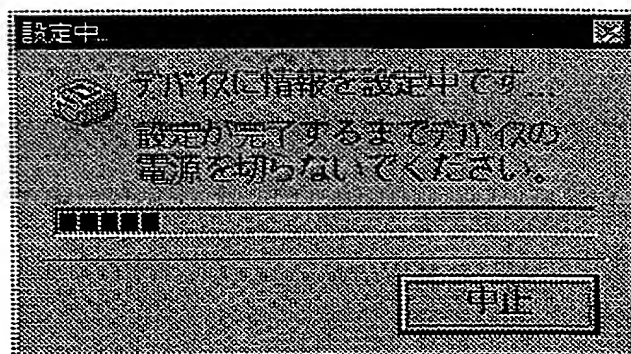 設定中...
デバイスに情報を設定中です...
設定が完了するまでデバイスの
電源を切らないでください。
中止